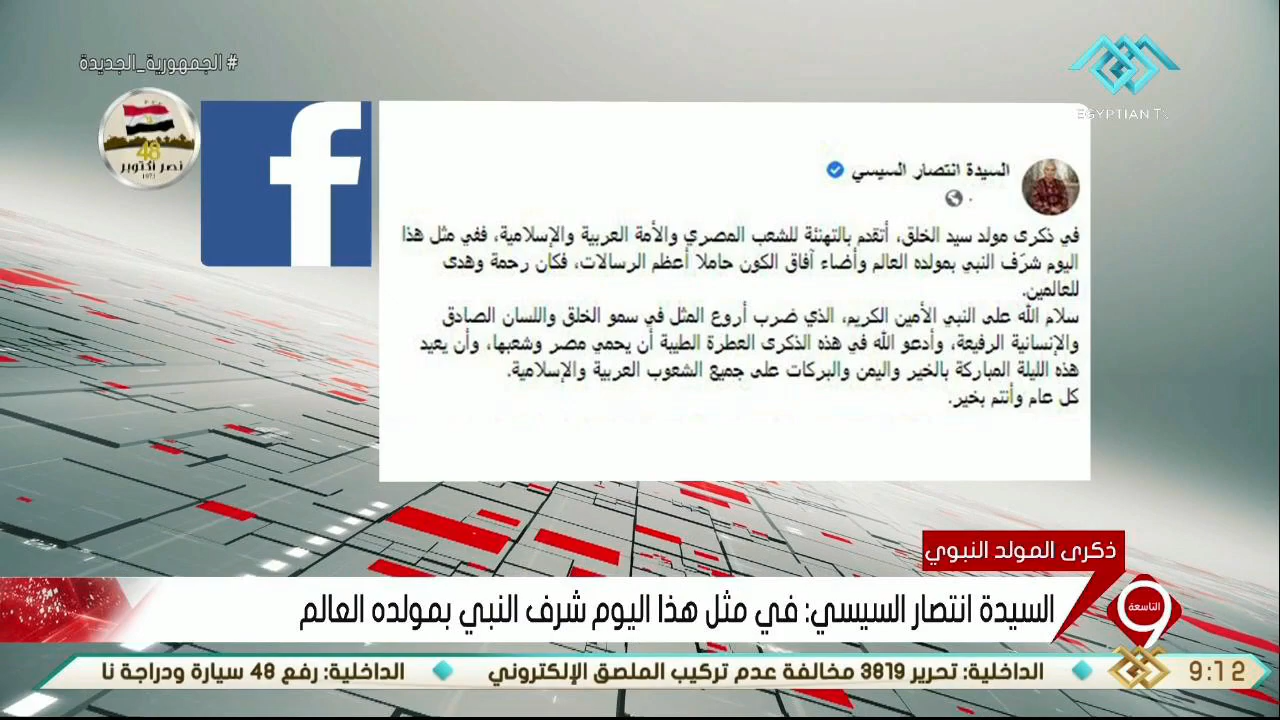 # الجمهورية_الجديدة
EGYPTIAN T
48
نصر أكتوبر
1973
السيدة انتصار السيسي
في ذكرى مولد سيد الخلق، أتقدم بالتهنئة للشعب المصري والأمة العربية والإسلامية، ففي مثل هذا
اليوم شرّف النبي بمولده العالم وأضاء آفاق الكون حاملا أعظم الرسالات، فكان رحمة وهدى
للعالمين.
سلام الله على النبي الأمين الكريم، الذي ضرب أروع المثل في سمو الخلق واللسان الصادق
والإنسانية الرفيعة، وأدعو الله في هذه الذكرى العطرة الطيبة أن يحمي مصر وشعبها، وأن يعيد
هذه الليلة المباركة بالخير واليمن والبركات على جميع الشعوب العربية والإسلامية.
كل عام وأنتم بخير.
ذكرى المولد النبوي
السيدة انتصار السيسي: في مثل هذا اليوم شرف النبي بمولده العالم
التاسعة
9
9:12
الداخلية: تحرير 3819 مخالفة عدم تركيب الملصق الإلكتروني
الداخلية: رفع 48 سيارة ودراجة نا